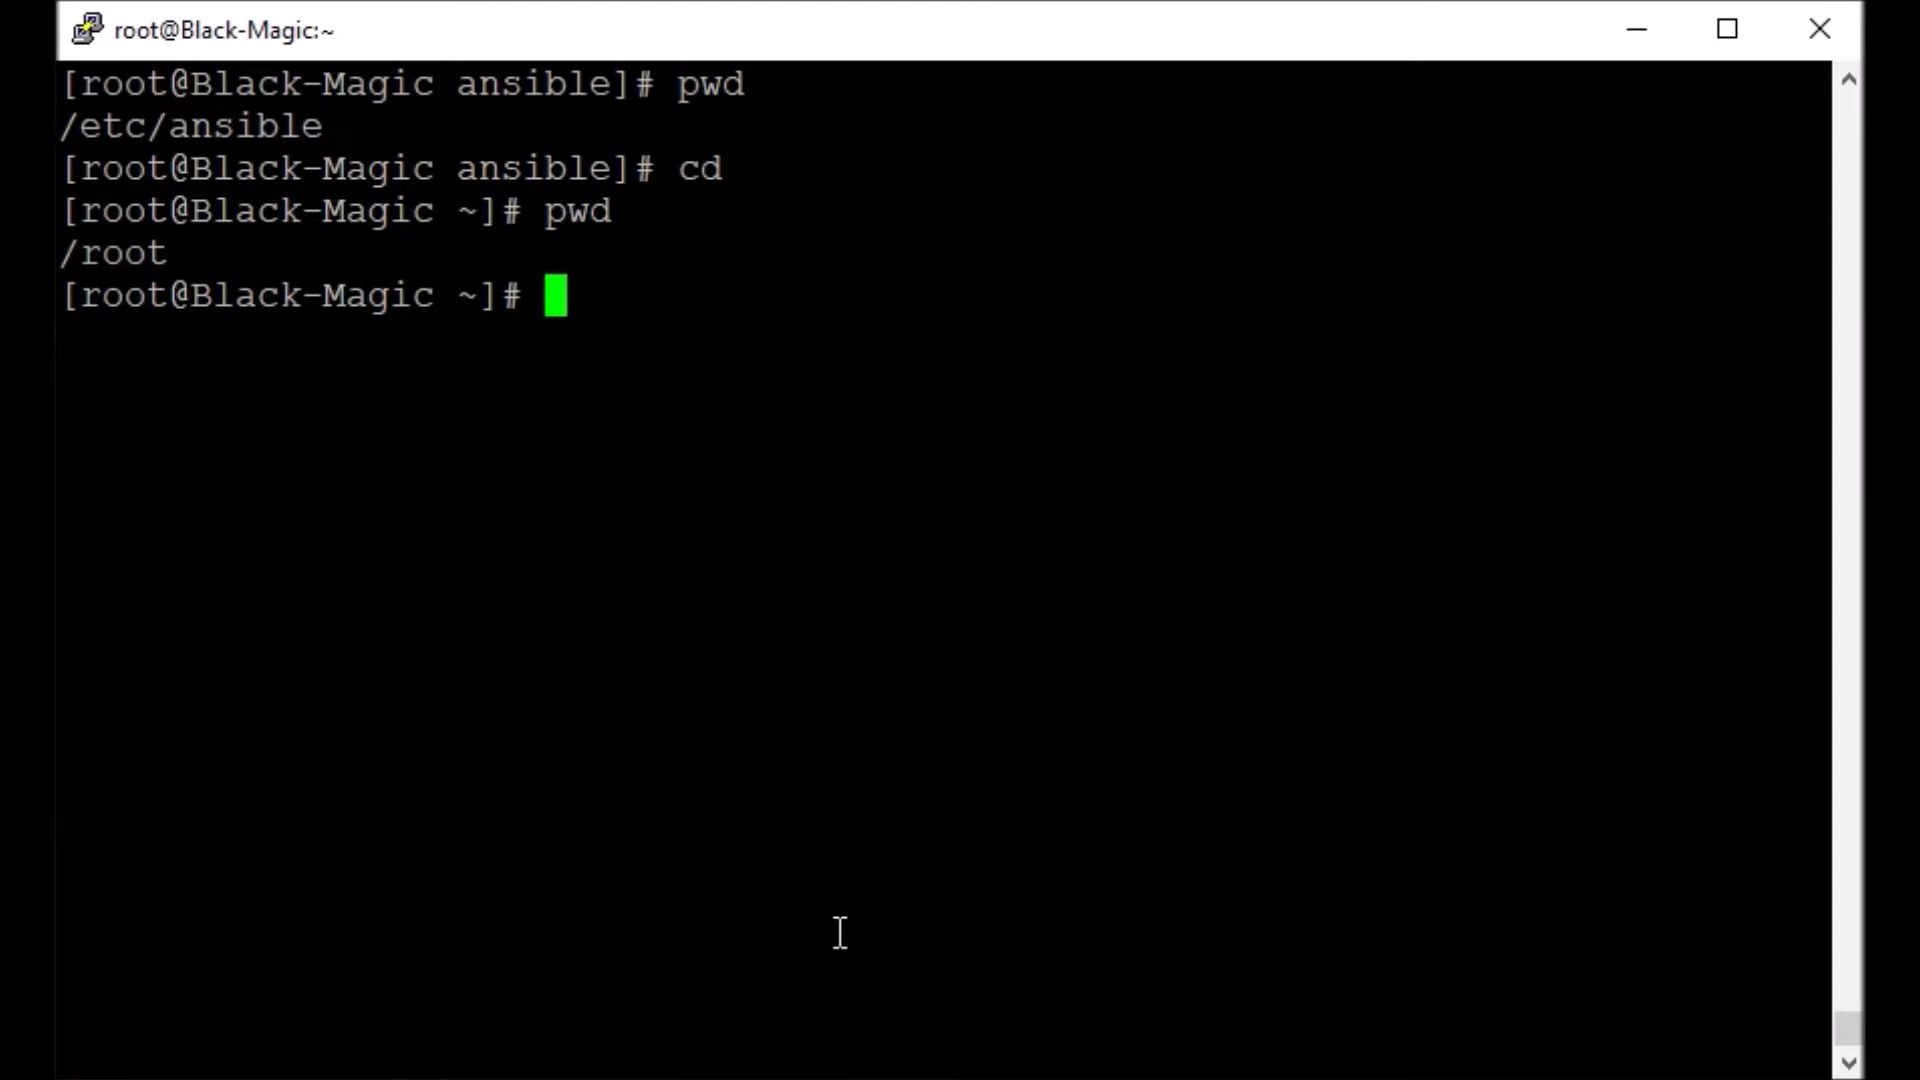 root@Black-Magic:~
[root@Black-Magic ansible]# pwd
/etc/ansible
[root@Black-Magic ansible]# cd
[root@Black-Magic ~]# pwd
/root
[root@Black-Magic ~]#